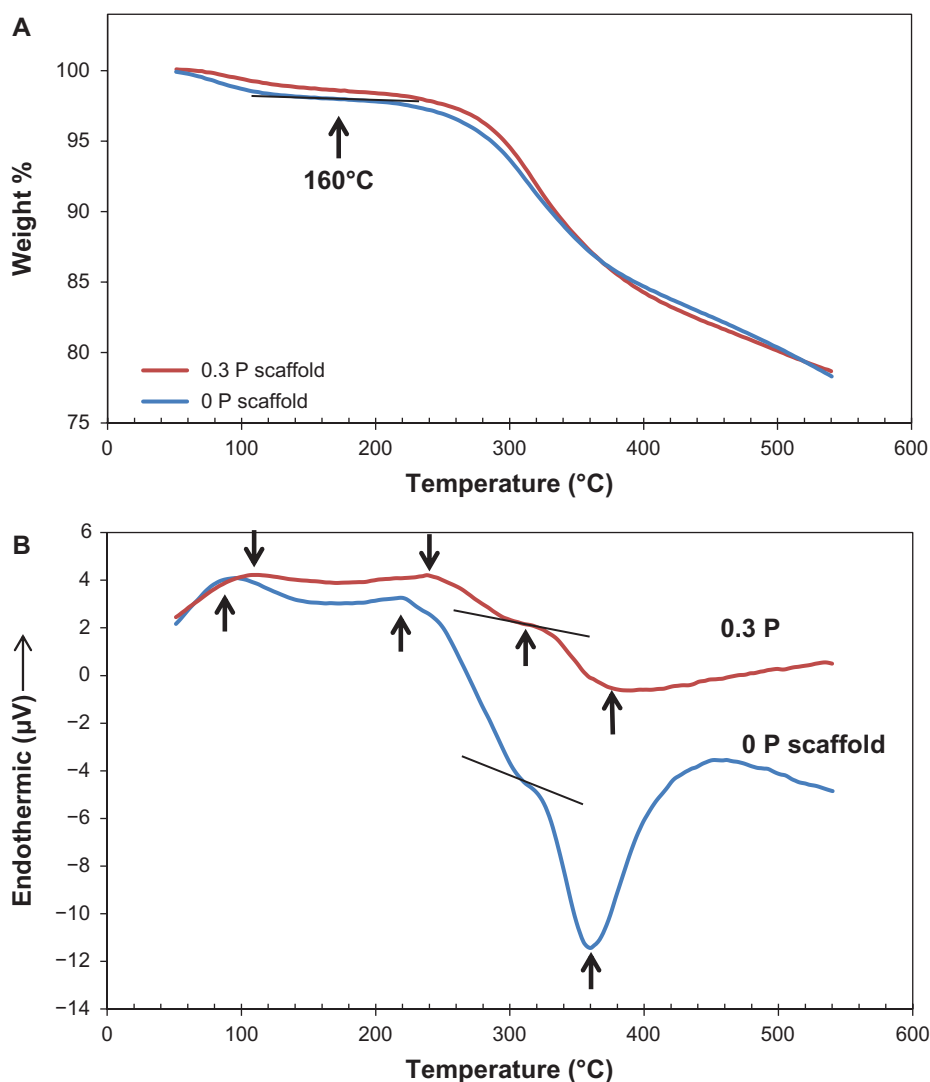 A
100
95
90
85
80
75
Weight %
160°C
0.3 P scaffold
0 P scaffold
0 100 200 300 400 500 600
Temperature (°C)
B
6
4
2
0
−2
−4
−6
−8
−10
−12
−14
Endothermic (µV)
0.3 P
0 P scaffold
0 100 200 300 400 500 600
Temperature (°C)